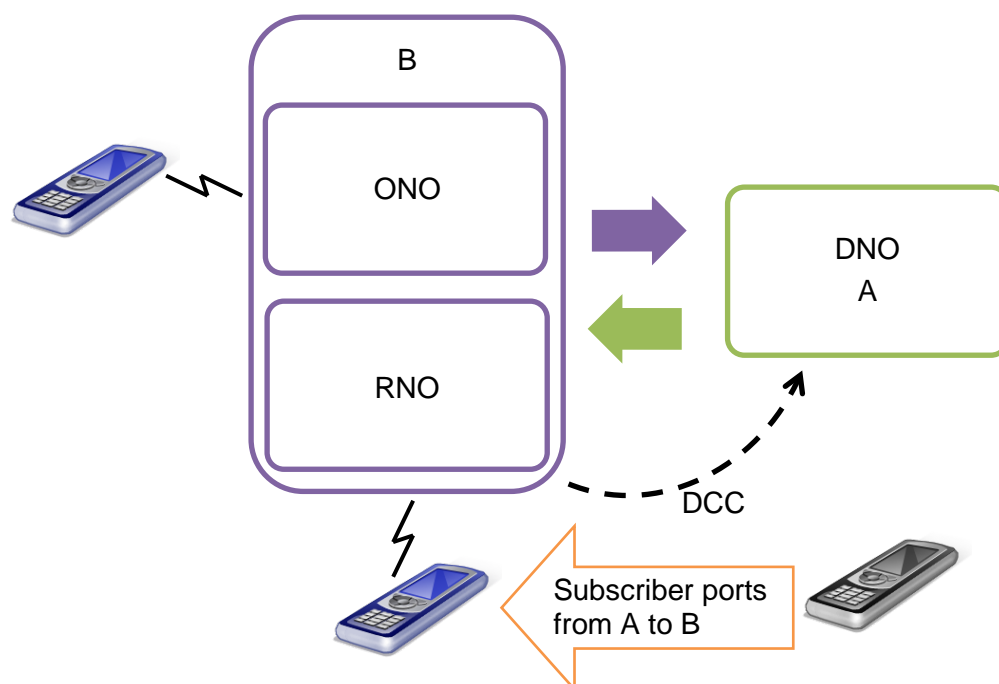 B
ONO
DNO
A
RNO
DCC
Subscriber ports
from A to B